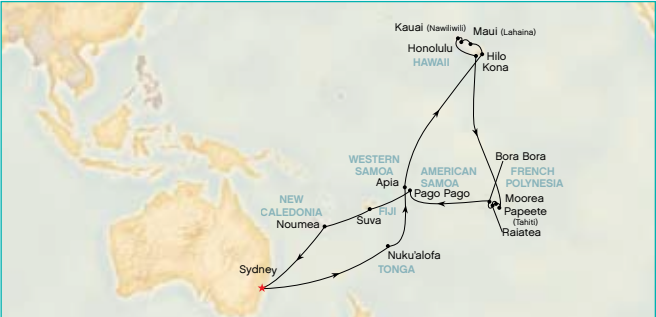 Kauai (Nawiliwili)
Maui (Lahaina)
Honolulu
HAWAII
Hilo
Kona
Bora Bora
WESTERN
SAMOA
AMERICAN
SAMOA
FRENCH
POLYNESIA
Apia
Pago Pago
Moorea
Papeete
(Tahiti)
Raiatea
NEW
CALEDONIA
Noumea
FIJI
Suva
Nuku'alofa
TONGA
Sydney